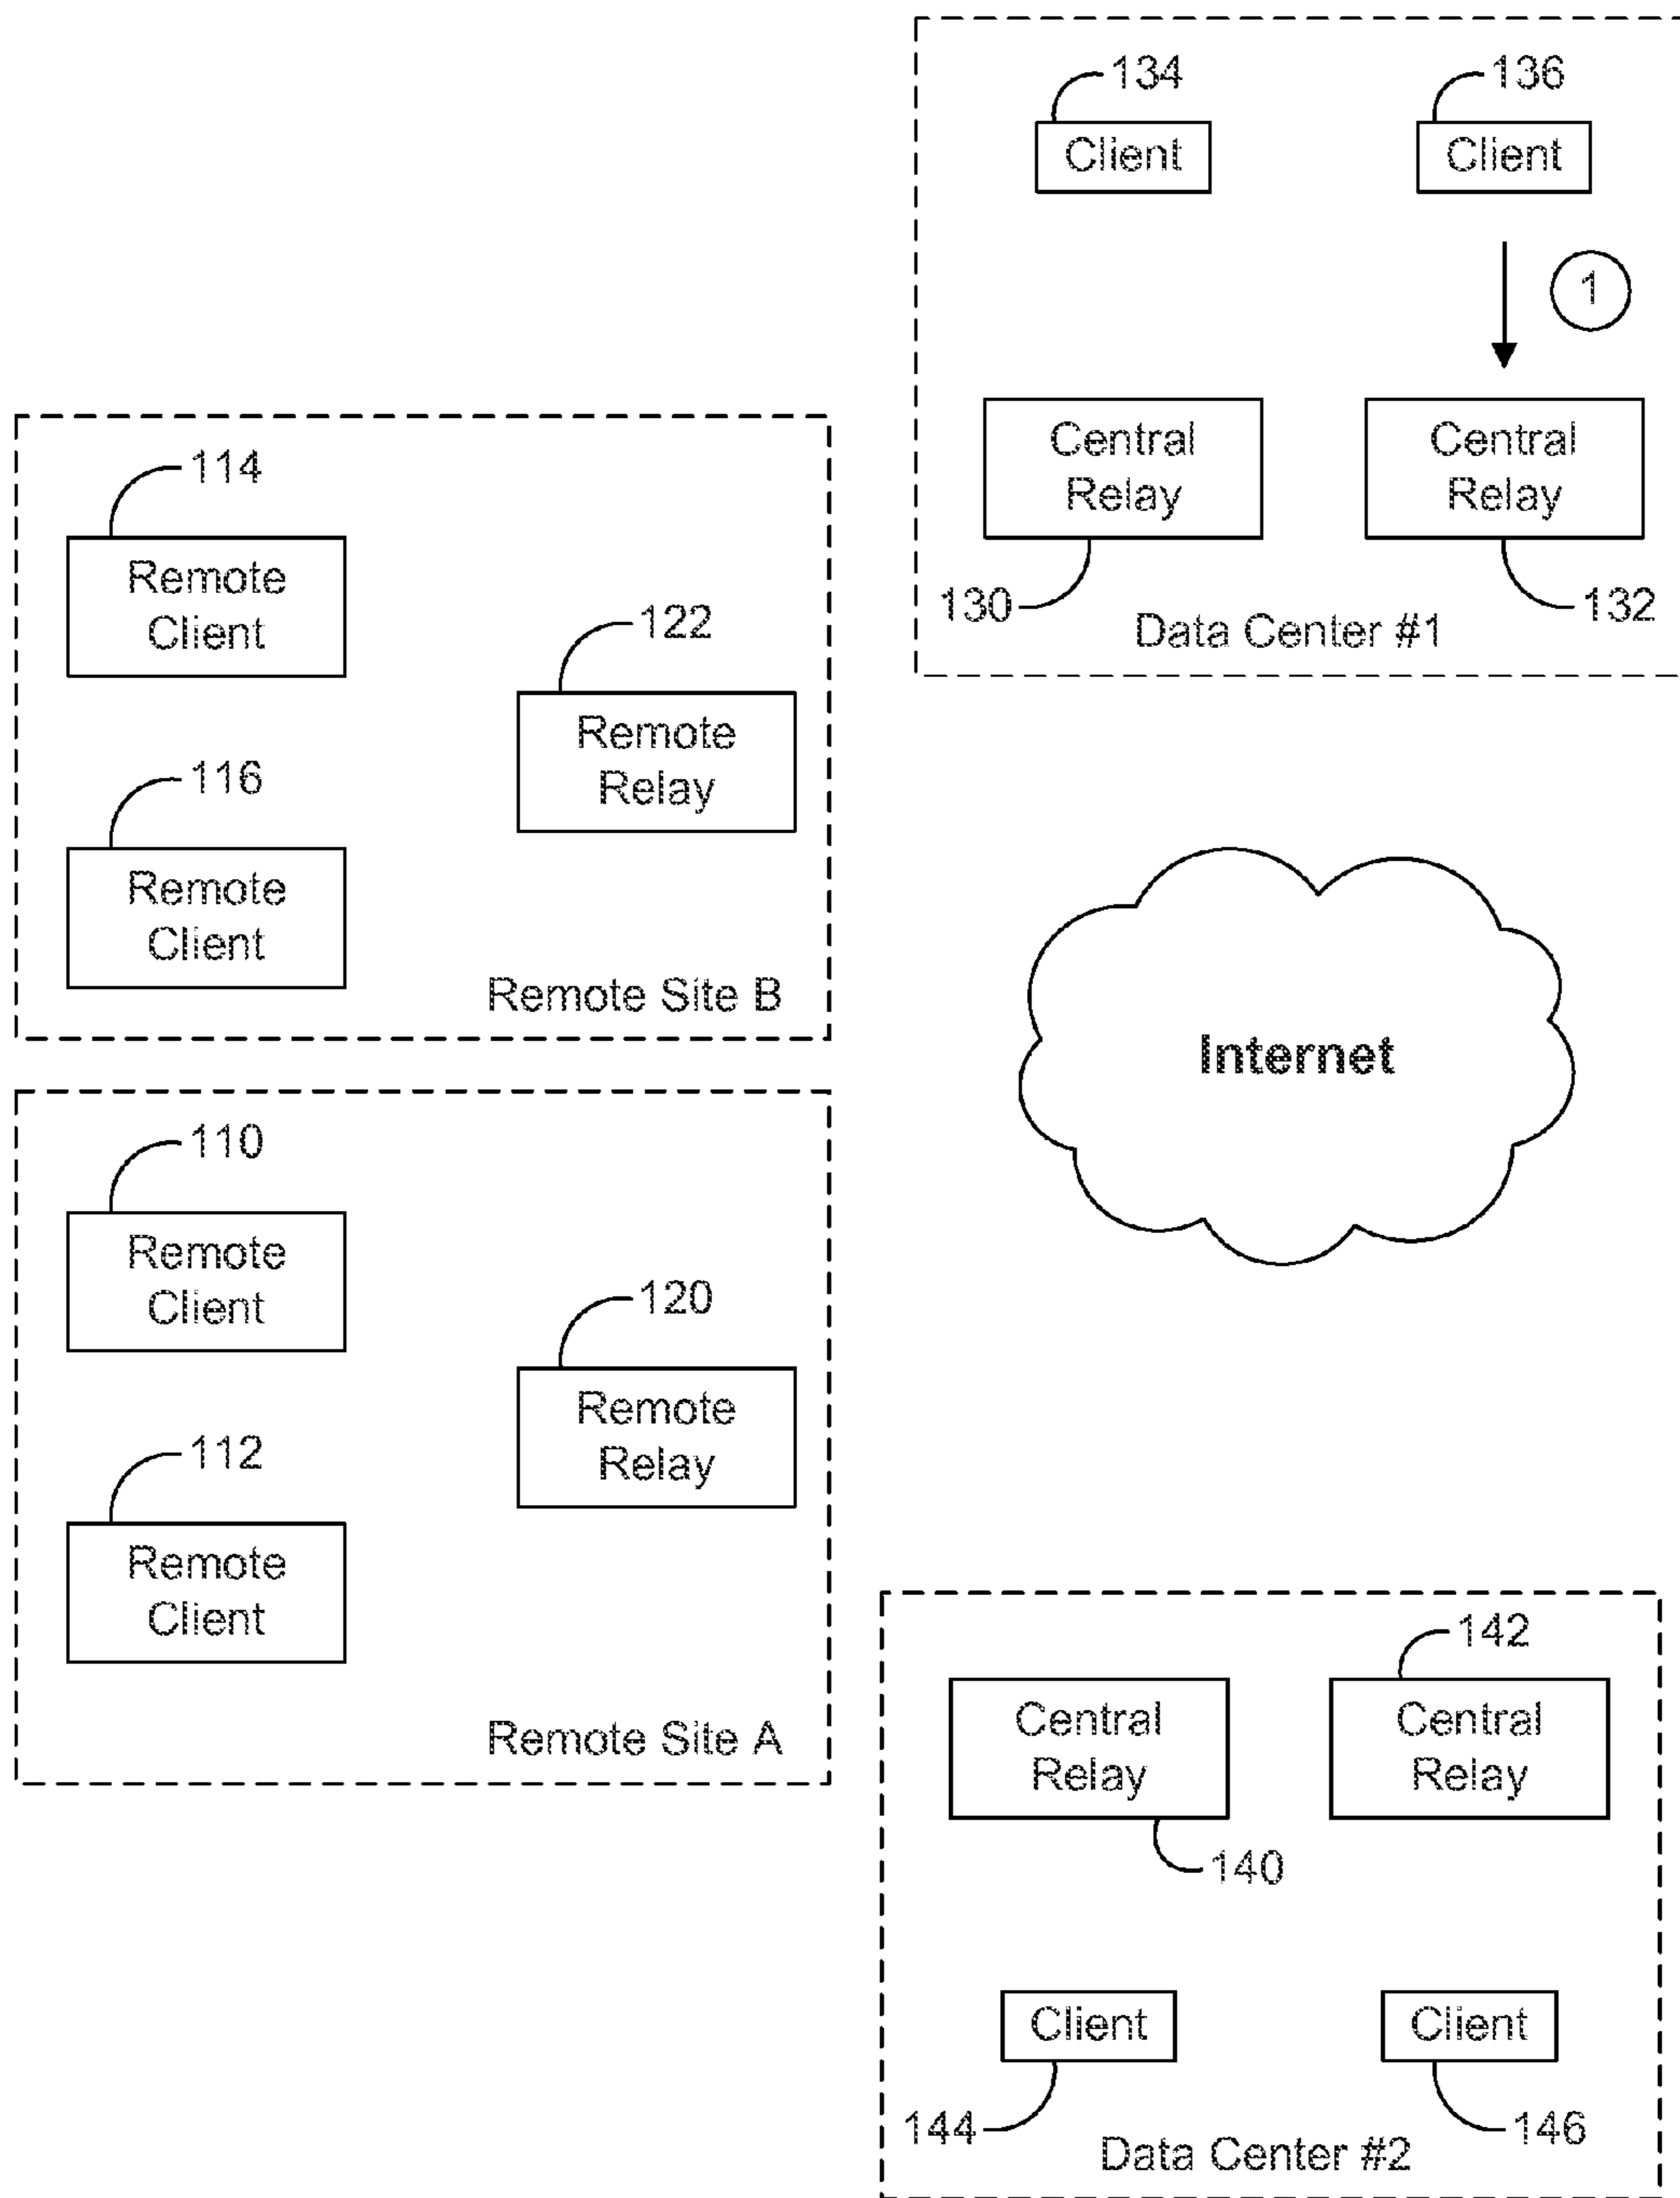 134
136
Client
Client
1
Central
Relay
Central
Relay
130
132
Data Center #1
114
Remote
Client
122
Remote
Relay
116
Remote
Client
Remote Site B
Internet
110
Remote
Client
120
Remote
Relay
112
Remote
Client
Remote Site A
142
Central
Relay
Central
Relay
140
Client
Client
144
146
Data Center #2